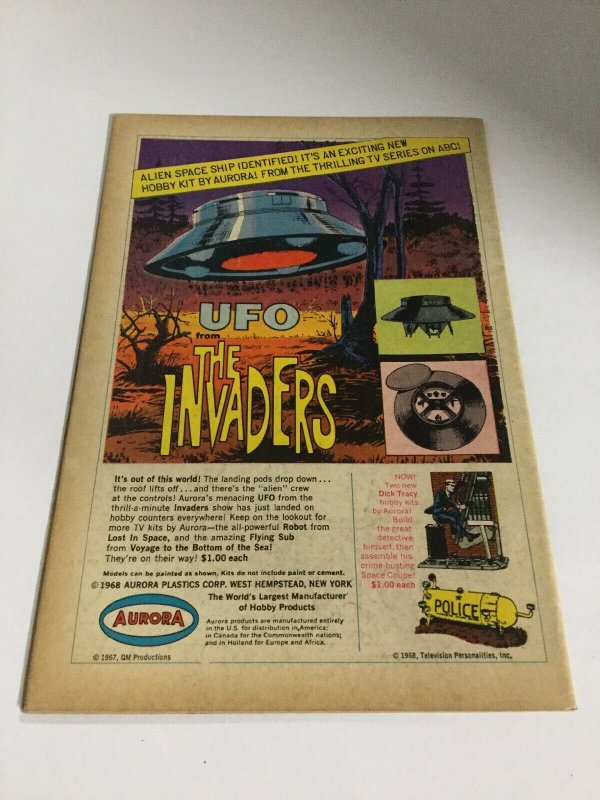 ALIEN SPACE SHIP IDENTIFIED! IT'S AN EXCITING NEW
HOBBY KIT BY AURORA! FROM THE THRILLING TV SERIES ON ABC!
UFO
from
THE
INVADERS
It's out of this world! The landing pods drop down...
the roof lifts off...and there's the "alien" crew
at the controls! Aurora's menacing UFO from the
thrill-a-minute Invaders show has just landed on
hobby counters everywhere! Keep on the lookout for
more TV kits by Aurora—the all-powerful Robot from
Lost In Space, and the amazing Flying Sub
from Voyage to the Bottom of the Sea!
They're on their way! $1.00 each
Models can be painted as shown. Kits do not include paint or cement.
© 1968 AURORA PLASTICS CORP. WEST HEMPSTEAD, NEW YORK
AURORA
The World's Largest Manufacturer
of Hobby Products
Aurora products are manufactured entirely
in the U.S. for distribution in America;
in Canada for the Commonwealth nations;
and in Holland for Europe and Africa.
© 1967, QM Productions
NOW!
Two new
Dick Tracy
hobby kits
by Aurora!
Build
the great
detective
himself, then
assemble his
crime-busting
Space Coupe!
$1.00 each
POLICE
© 1968, Television Personalities, Inc.